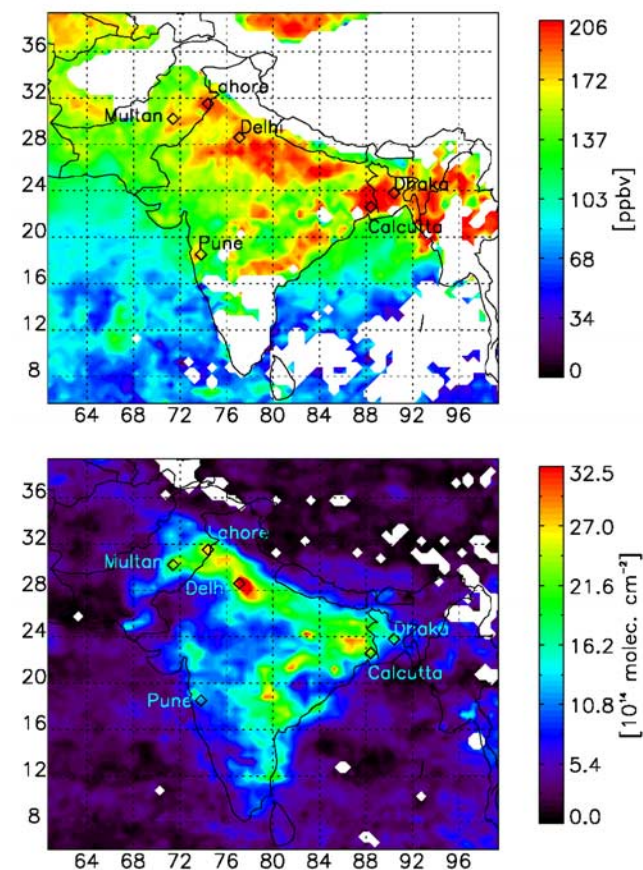 36
32
28
24
20
16
12
8
Lahore
Multan
Delhi
Dhaka
Calcutta
Pune
64 68 72 76 80 84 88 92 96
206
172
137
103
68
34
0
[ppbv]
36
32
28
24
20
16
12
8
Lahore
Multan
Delhi
Dhaka
Calcutta
Pune
64 68 72 76 80 84 88 92 96
32.5
27.0
21.6
16.2
10.8
5.4
0.0
[10¹⁴ molec. cm⁻²]